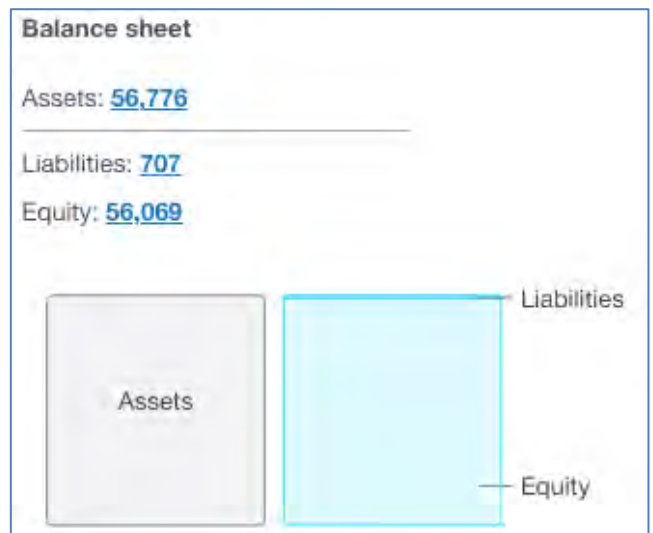 Balance sheet
Assets: 56,776
Liabilities: 707
Equity: 56,069
Liabilities
Assets
Equity